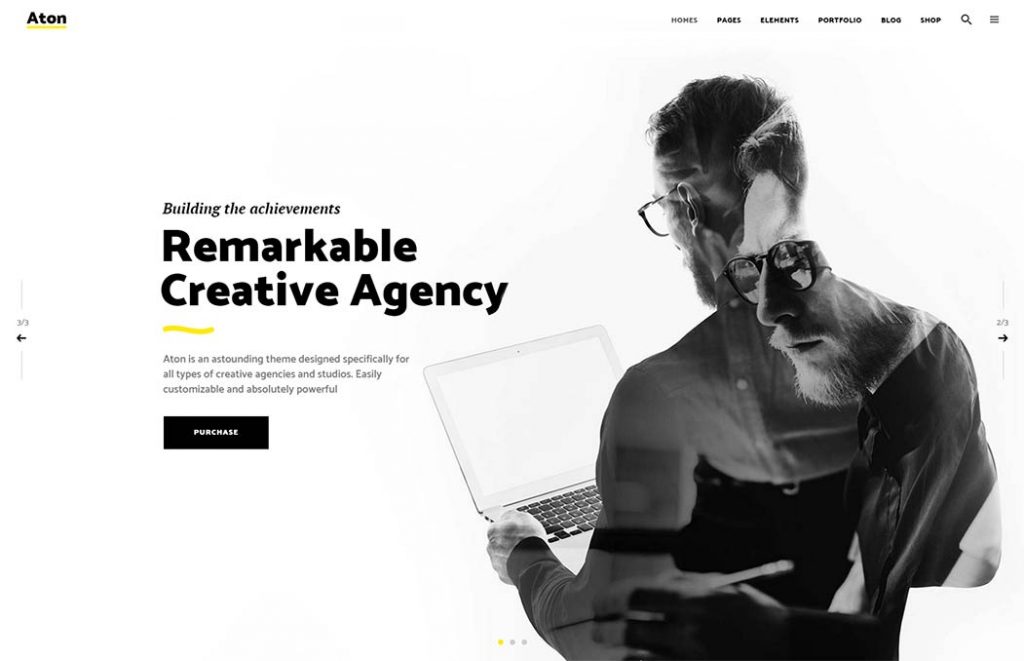 Aton
HOMES PAGES ELEMENTS PORTFOLIO BLOG SHOP
Building the achievements
Remarkable
Creative Agency
Aton is an astounding theme designed specifically for
all types of creative agencies and studios. Easily
customizable and absolutely powerful
PURCHASE
3/3
2/3